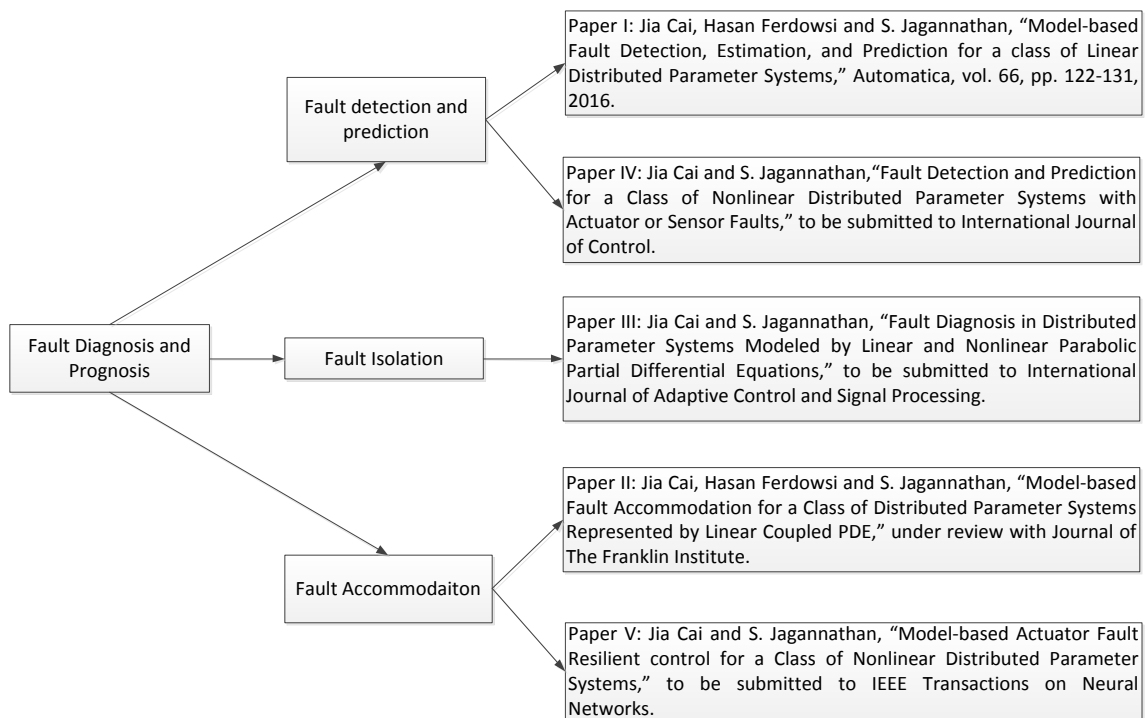 Paper I: Jia Cai, Hasan Ferdowsi and S. Jagannathan, “Model-based
Fault Detection, Estimation, and Prediction for a class of Linear
Distributed Parameter Systems,” Automatica, vol. 66, pp. 122-131,
2016.
Fault detection and
prediction
Paper IV: Jia Cai and S. Jagannathan,“Fault Detection and Prediction
for a Class of Nonlinear Distributed Parameter Systems with
Actuator or Sensor Faults,” to be submitted to International Journal
of Control.
Fault Diagnosis and
Prognosis
Fault Isolation
Paper III: Jia Cai and S. Jagannathan, “Fault Diagnosis in Distributed
Parameter Systems Modeled by Linear and Nonlinear Parabolic
Partial Differential Equations,” to be submitted to International
Journal of Adaptive Control and Signal Processing.
Paper II: Jia Cai, Hasan Ferdowsi and S. Jagannathan, “Model-based
Fault Accommodation for a Class of Distributed Parameter Systems
Represented by Linear Coupled PDE,” under review with Journal of
The Franklin Institute.
Fault Accommodaiton
Paper V: Jia Cai and S. Jagannathan, “Model-based Actuator Fault
Resilient control for a Class of Nonlinear Distributed Parameter
Systems,” to be submitted to IEEE Transactions on Neural
Networks.